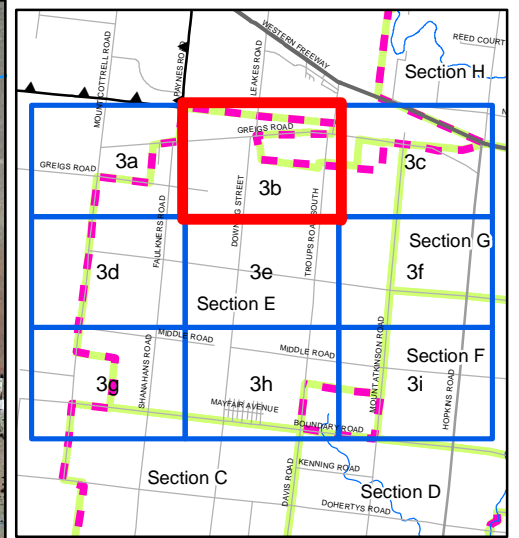 WESTERN FREEWAY
REED COURT
MOUNT COTTRELL ROAD
PAYNES ROAD
LEAKES ROAD
Section H
GREIGS ROAD
3a
3b
3c
GREIGS ROAD
FAULKNERS ROAD
DOWNING STREET
TROUPS ROAD SOUTH
Section G
3d
3e
3f
Section E
MIDDLE ROAD
MIDDLE ROAD
SHANAHANS ROAD
MOUNT ATKINSON ROAD
Section F
HOPKINS ROAD
3g
3h
3i
MAYFAIR AVENUE
BOUNDARY ROAD
KENNING ROAD
Section C
DAVIS ROAD
Section D
DOHERTYS ROAD